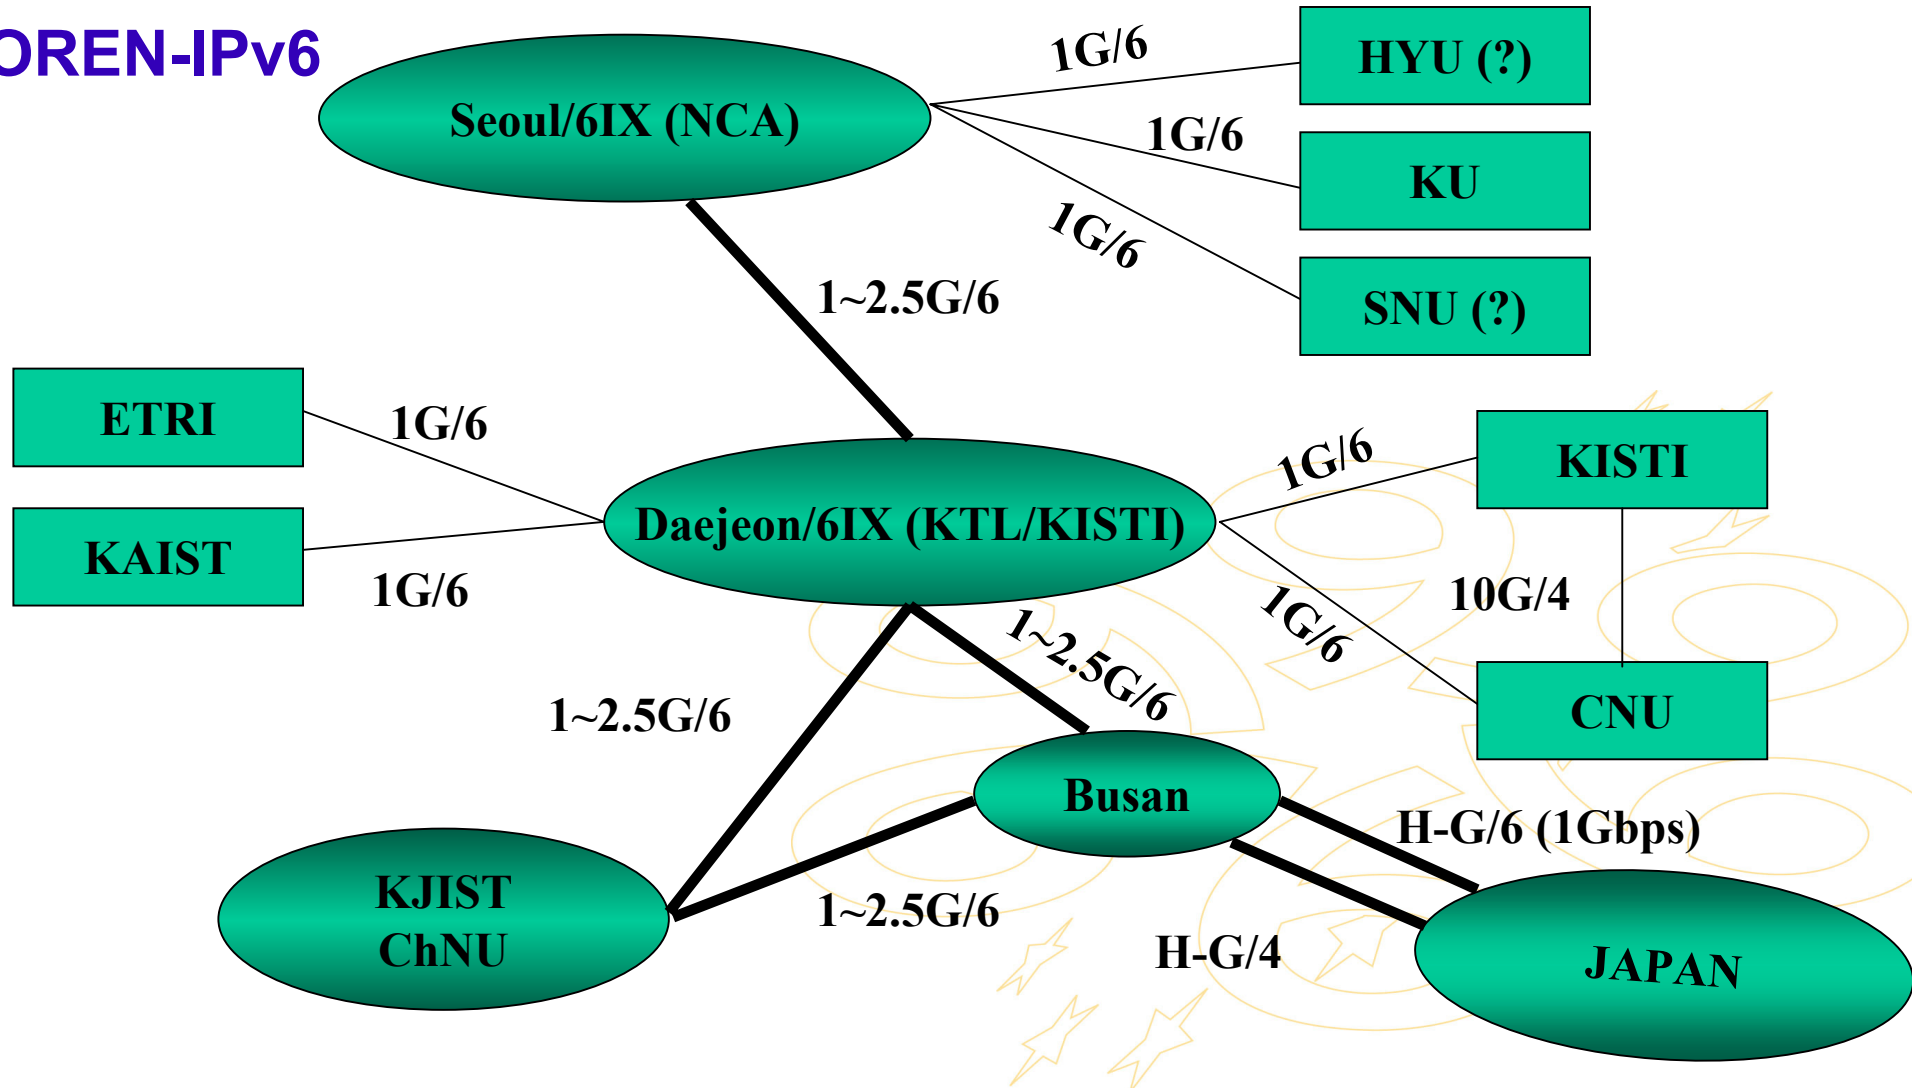 OREN-IPv6
Seoul/6IX (NCA)
1G/6
HYU (?)
1G/6
KU
1G/6
SNU (?)
1~2.5G/6
ETRI
1G/6
KAIST
1G/6
Daejeon/6IX (KTL/KISTI)
1G/6
KISTI
10G/4
1G/6
CNU
1~2.5G/6
1~2.5G/6
Busan
H-G/6 (1Gbps)
KJIST
ChNU
1~2.5G/6
H-G/4
JAPAN